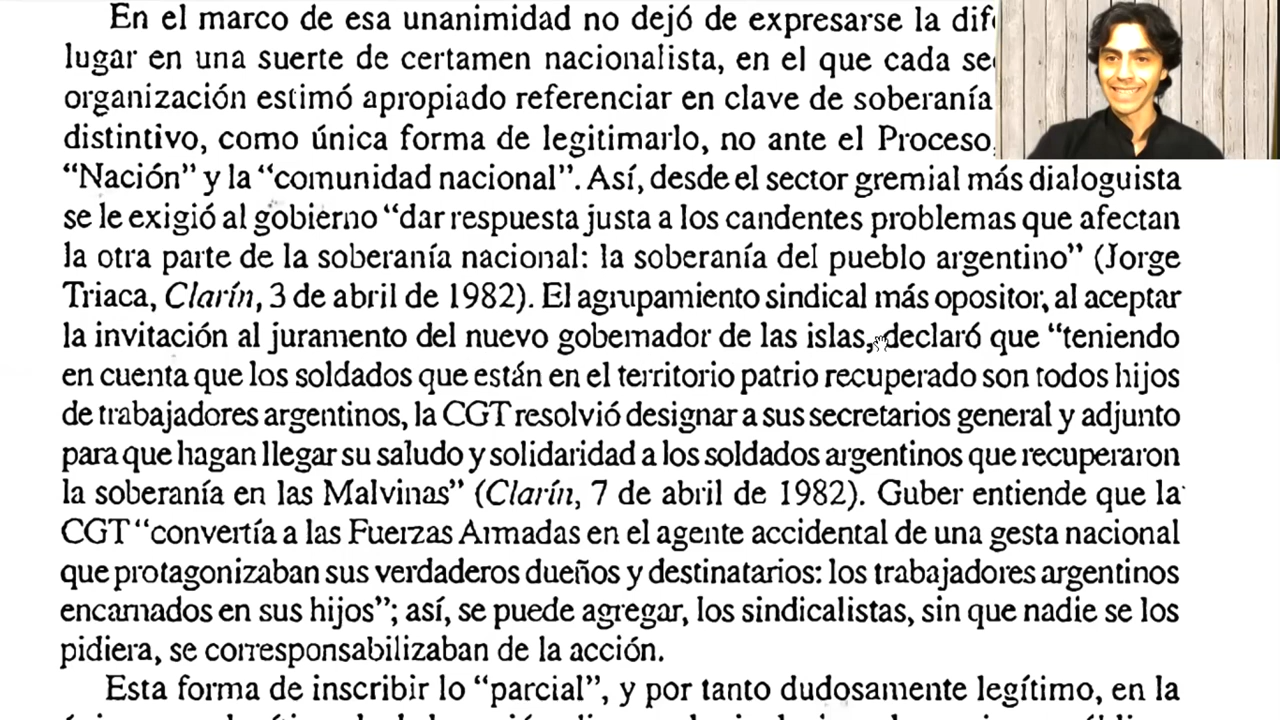 En el marco de esa unanimidad no dejó de expresarse la
lugar en una suerte de certamen nacionalista, en el que cada
organización estimó apropiado referenciar en clave de soberanía
distintivo, como única forma de legitimarlo, no ante el Proceso,
“Nación” y la “comunidad nacional”. Así, desde el sector gremial más dialoguista
se le exigió al gobierno “dar respuesta justa a los candentes problemas que afectan
la otra parte de la soberanía nacional: la soberanía del pueblo argentino” (Jorge
Triaca, Clarín, 3 de abril de 1982). El agrupamiento sindical más opositor, al aceptar
la invitación al juramento del nuevo gobernador de las islas, declaró que “teniendo
en cuenta que los soldados que están en el territorio patrio recuperado son todos hijos
de trabajadores argentinos, la CGT resolvió designar a sus secretarios general y adjunto
para que hagan llegar su saludo y solidaridad a los soldados argentinos que recuperaron
la soberanía en las Malvinas” (Clarín, 7 de abril de 1982). Guber entiende que la
CGT “convertía a las Fuerzas Armadas en el agente accidental de una gesta nacional
que protagonizaban sus verdaderos dueños y destinatarios: los trabajadores argentinos
encarnados en sus hijos”; así, se puede agregar, los sindicalistas, sin que nadie se los
pidiera, se corresponsabilizaban de la acción.
Esta forma de inscribir lo “parcial”, y por tanto dudosamente legítimo, en la